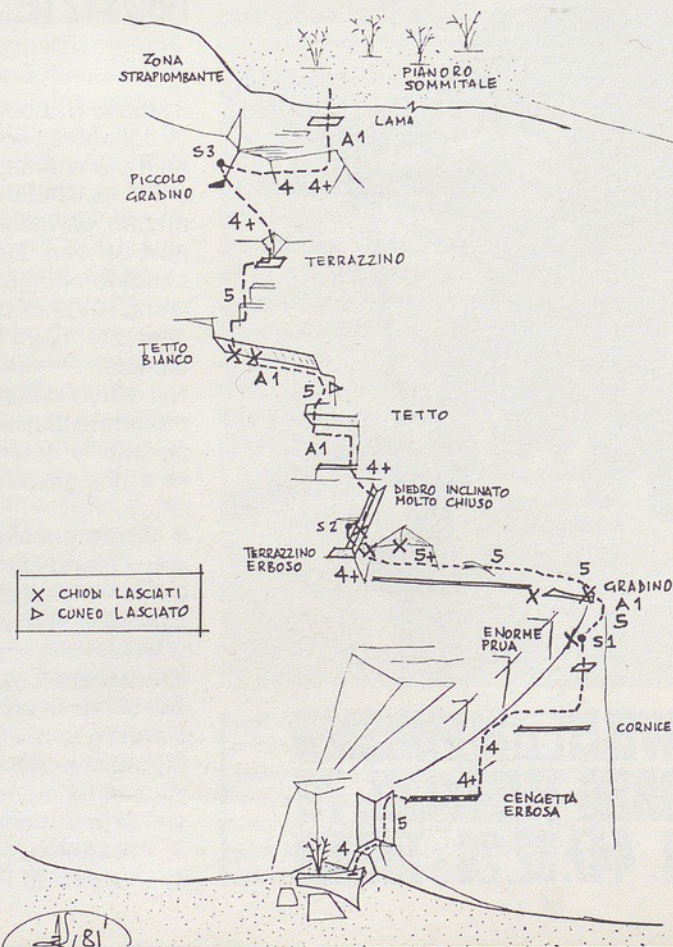 ZONA
STRAPIOMBANTE
PIANORO
SOMMITALE
LAMA
A1
S3
4
4+
PICCOLO
GRADINO
4+
TERRAZZINO
5
TETTO
BIANCO
A1
5
TETTO
A1
4+
DIEDRO INCLINATO
MOLTO CHIUSO
S2
TERRAZZINO
ERBOSO
5+
5
5
4+
GRADINO
A1
5
X CHIODI LASCIATI
▷ CUNEO LASCIATO
ENORME
PRUA
S1
CORNICE
4
4+
CENGETTA
ERBOSA
5
4
81'